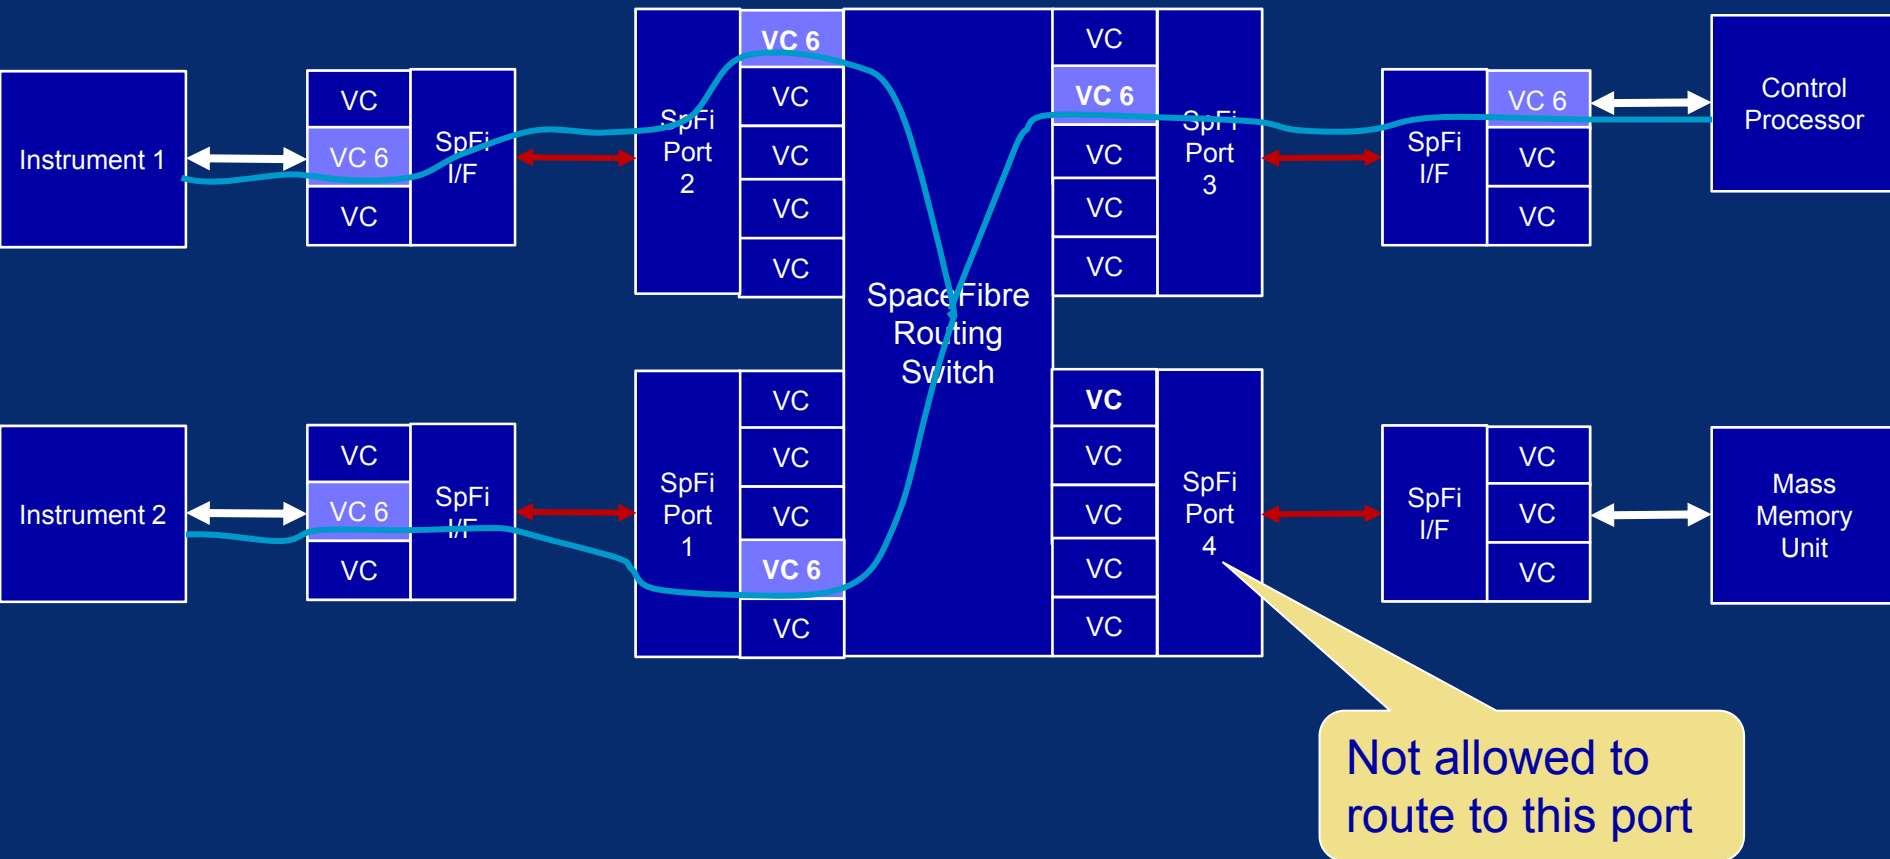 Instrument 1
VC
VC 6
VC
SpFi
I/F
SpFi
Port
2
VC 6
VC
VC
VC
VC
SpaceFibre
Routing
Switch
VC
VC 6
VC
VC
VC
SpFi
Port
3
SpFi
I/F
VC 6
VC
VC
Control
Processor
Instrument 2
VC
VC 6
VC
SpFi
I/F
SpFi
Port
1
VC
VC
VC
VC 6
VC
VC
VC
VC
VC
VC
SpFi
Port
4
SpFi
I/F
VC
VC
VC
Mass
Memory
Unit
Not allowed to
route to this port